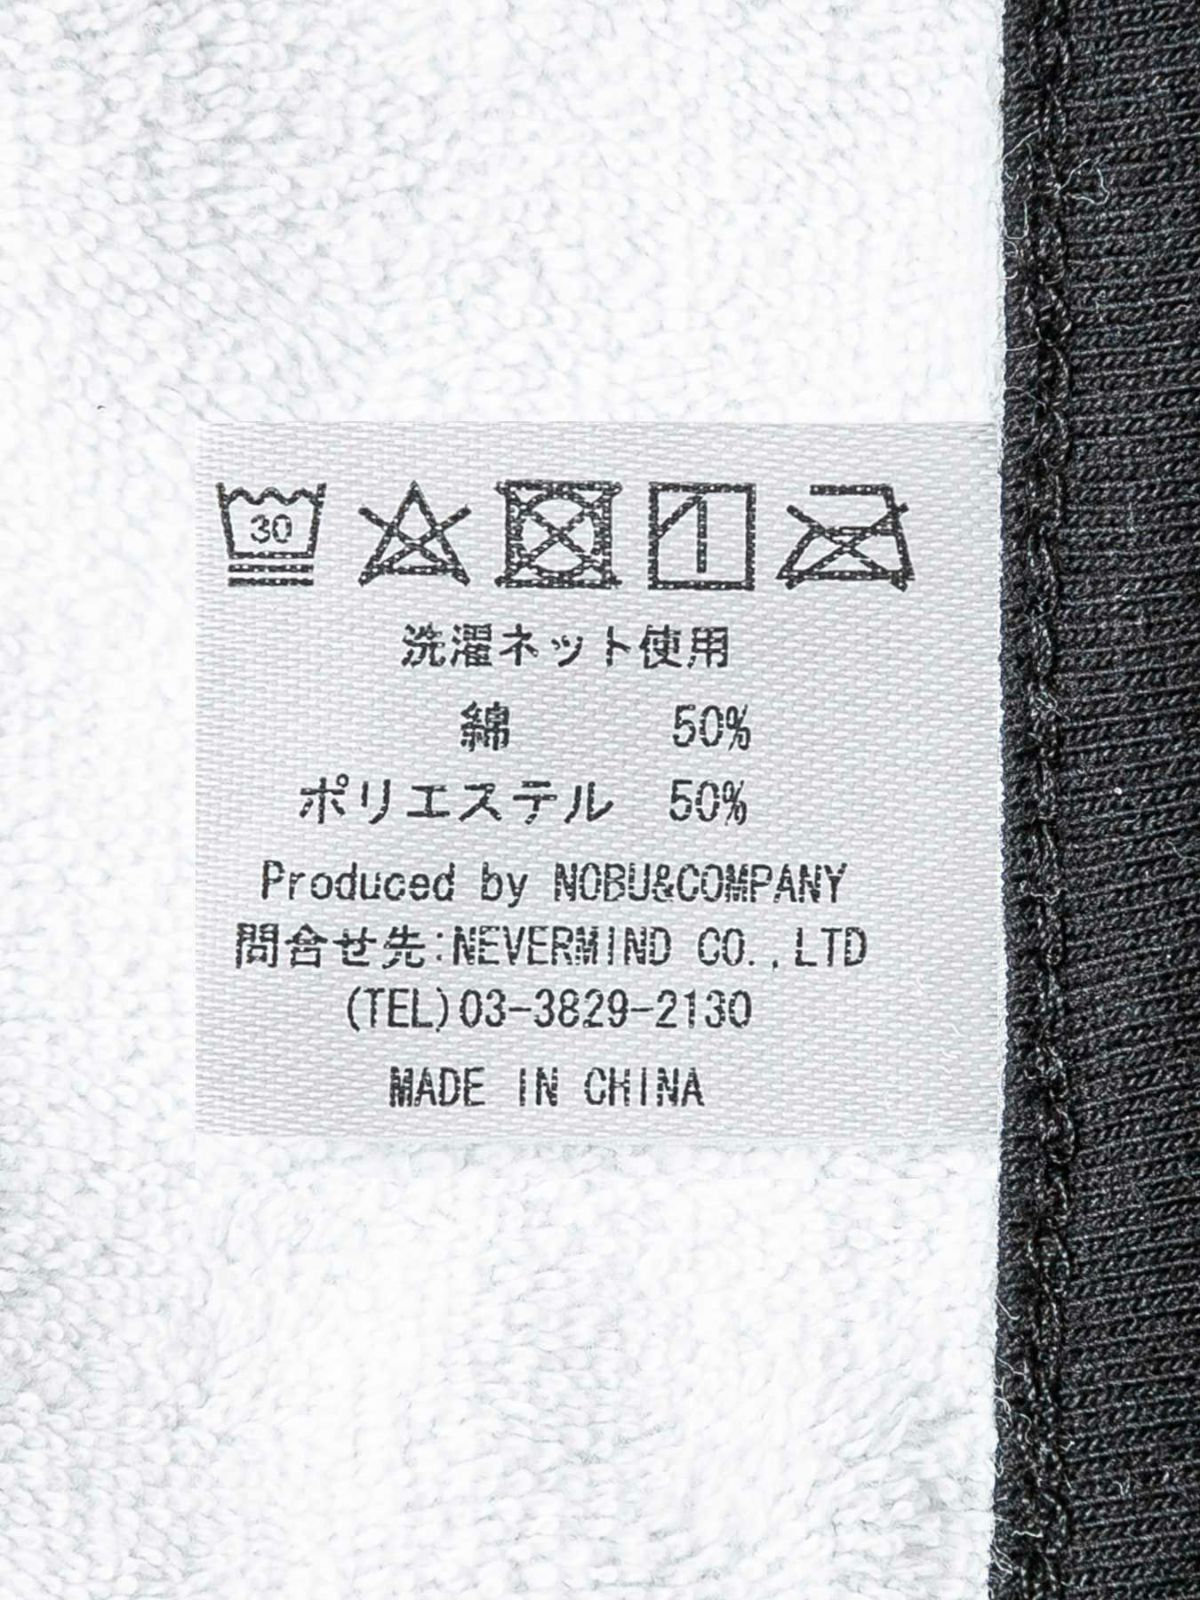 30
洗濯ネット使用
綿 50%
ポリエステル 50%
Produced by NOBU&COMPANY
問合せ先:NEVERMIND CO.,LTD
(TEL)03-3829-2130
MADE IN CHINA